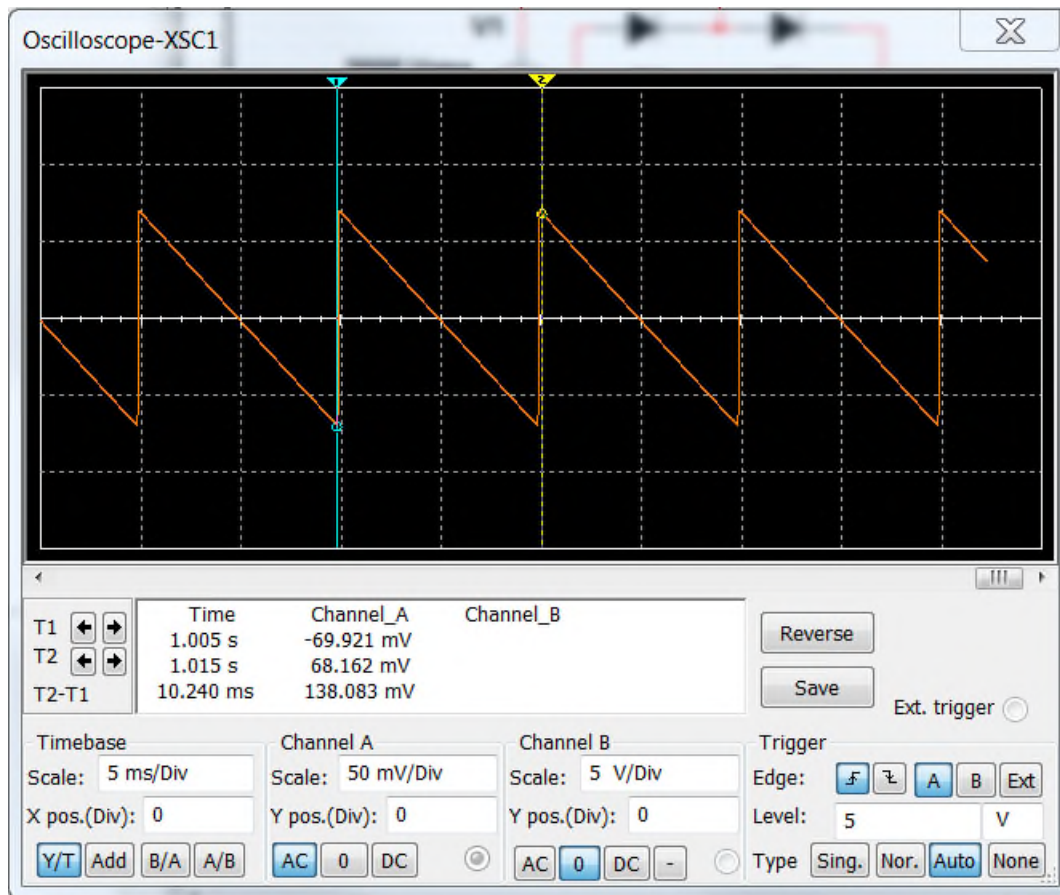 Oscilloscope-XSC1
V1
1
2
Time Channel_A Channel_B
T1 1.005 s -69.921 mV
T2 1.015 s 68.162 mV
T2-T1 10.240 ms 138.083 mV
Reverse
Save
Ext. trigger
Timebase
Scale: 5 ms/Div
X pos.(Div): 0
Y/T Add B/A A/B
Channel A
Scale: 50 mV/Div
Y pos.(Div): 0
AC 0 DC
Channel B
Scale: 5 V/Div
Y pos.(Div): 0
AC 0 DC -
Trigger
Edge: A B Ext
Level: 5 V
Type Sing. Nor. Auto None